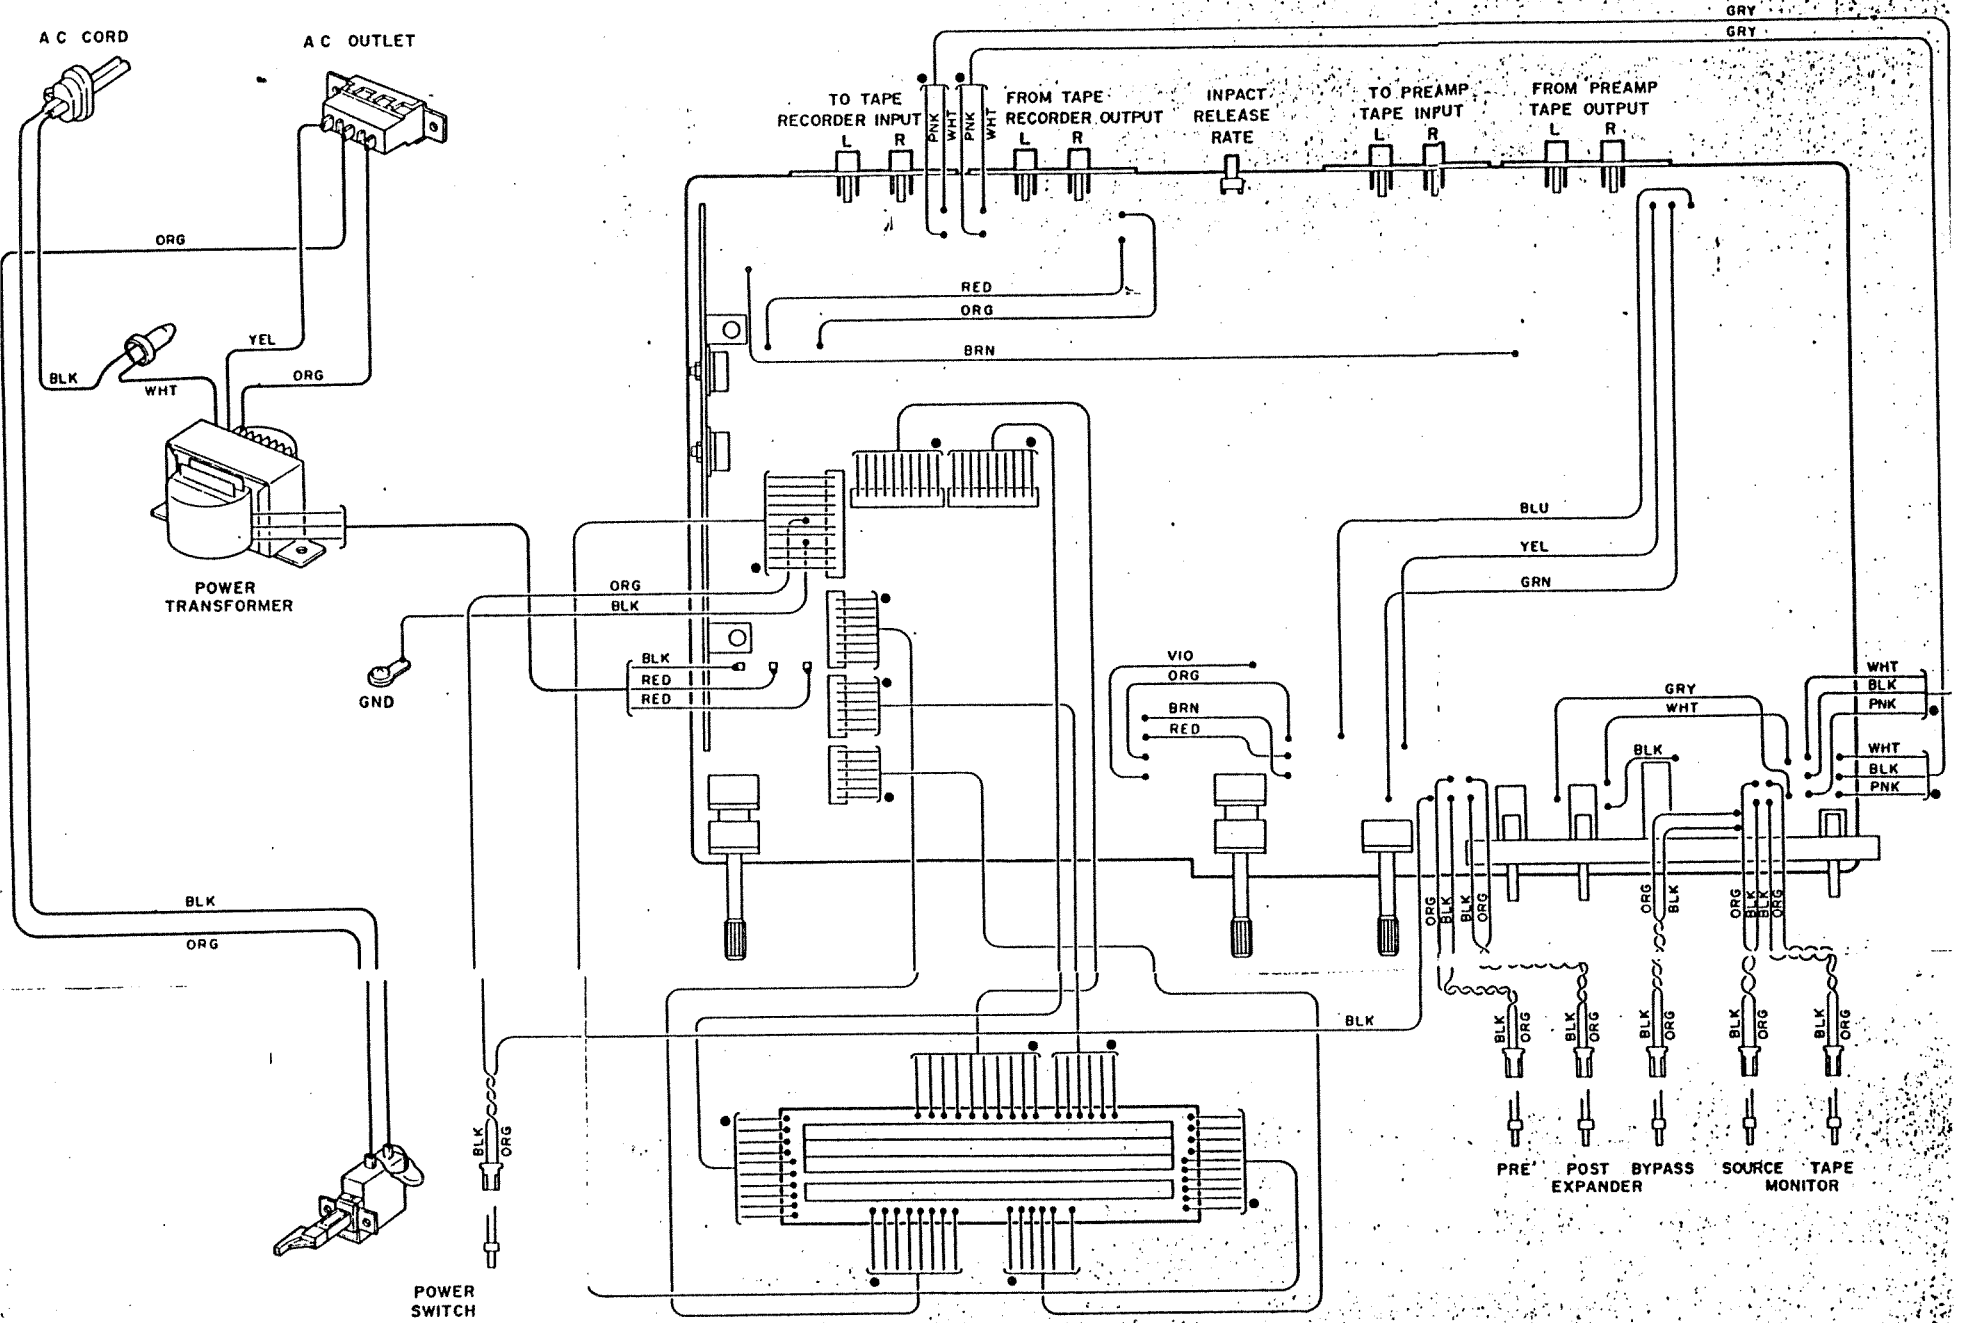 GRY
GRY
AC CORD
AC OUTLET
TO TAPE
RECORDER INPUT
L R
PNK
WHT
PNK
WHT
FROM TAPE
RECORDER OUTPUT
L R
INPACT
RELEASE
RATE
TO PREAMP
TAPE INPUT
L R
FROM PREAMP
TAPE OUTPUT
L R
ORG
RED
ORG
YEL
BRN
BLK
WHT
ORG
BLU
YEL
GRN
POWER
TRANSFORMER
ORG
BLK
GND
BLK
RED
RED
VIO
ORG
BRN
RED
GRY
WHT
BLK
WHT
BLK
PNK
WHT
BLK
PNK
BLK
ORG
ORG
BLK
BLK
ORG
ORG
BLK
ORG
BLK
BLK
ORG
BLK
BLK
ORG
BLK
ORG
BLK
ORG
BLK
ORG
BLK
ORG
BLK
ORG
PRE POST BYPASS SOURCE TAPE
EXPANDER MONITOR
POWER
SWITCH